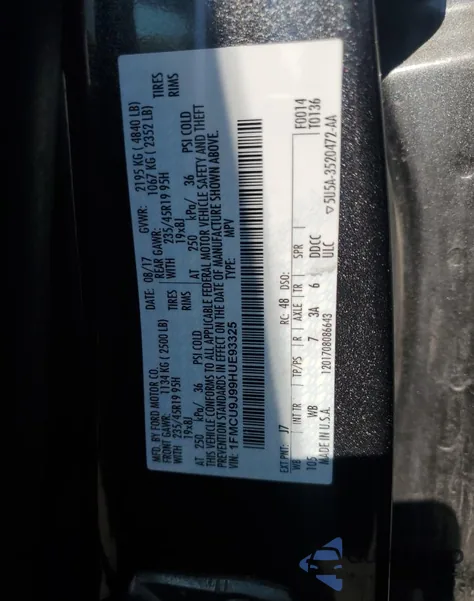 MFD. BY FORD MOTOR CO. DATE: 08/17 GVWR: 2195 KG ( 4840 LB)
FRONT GAWR: 1134 KG ( 2500 LB) REAR GAWR: 1067 KG ( 2352 LB)
WITH 235/45R19 95H TIRES WITH 235/45R19 95H TIRES
19x8J RIMS 19x8J RIMS
AT 250 kPa/ 36 PSI COLD AT 250 kPa/ 36 PSI COLD
THIS VEHICLE CONFORMS TO ALL APPLICABLE FEDERAL MOTOR VEHICLE SAFETY AND THEFT
PREVENTION STANDARDS IN EFFECT ON THE DATE OF MANUFACTURE SHOWN ABOVE.
VIN: 1FMCU9J99HUE93325 TYPE: MPV
EXT PNT: J7 RC: 48 DSO: F0014
WB INT TR TP/PS R AXLE TR SPR T0136
105 WB 7 3A 6 DDCC
ULC
1201708086643
MADE IN U.S.A. ▽5U5A-3520472-AA